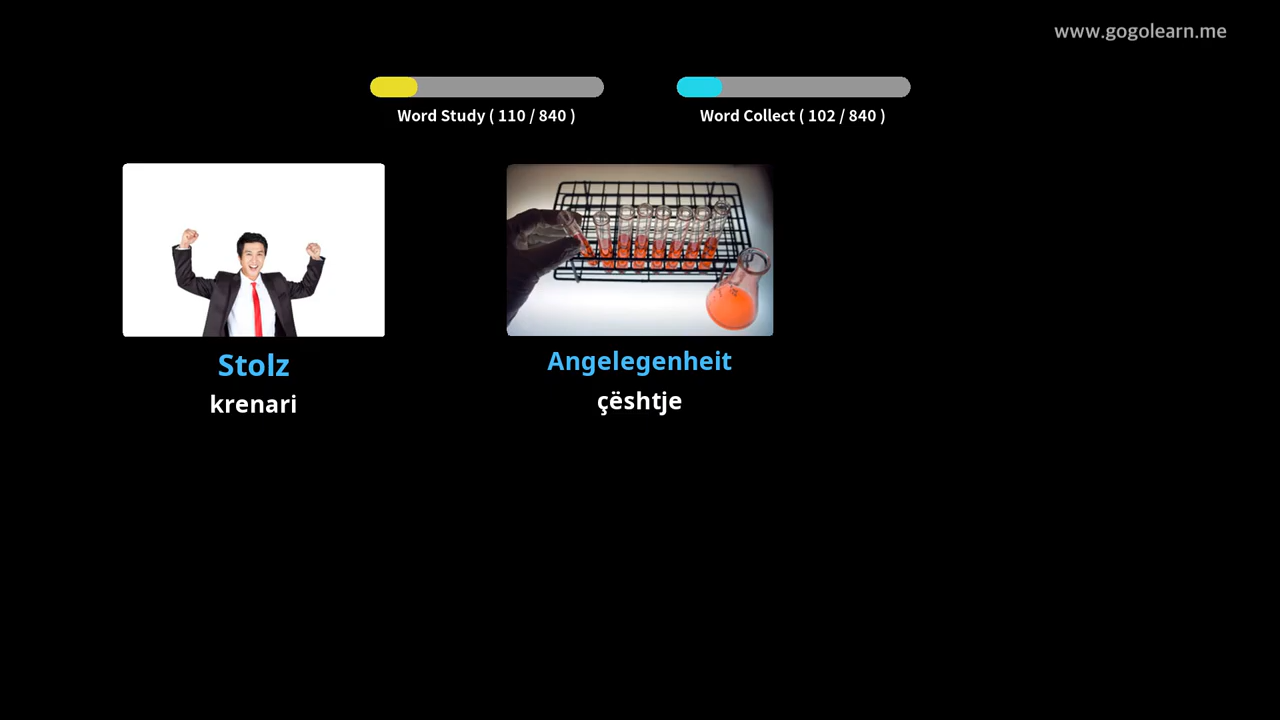 www.gogolearn.me
Word Study ( 110 / 840 )
Word Collect ( 102 / 840 )
Stolz
krenari
Angelegenheit
çështje